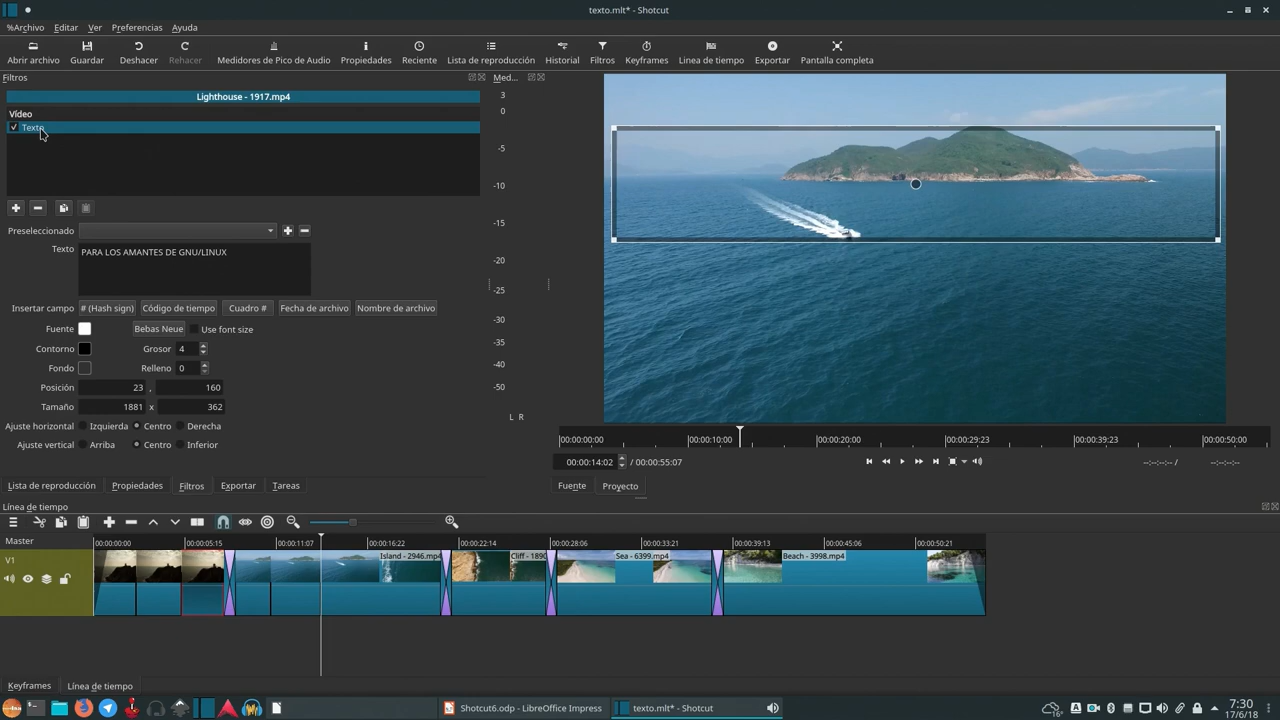 texto.mlt* - Shotcut
%Archivo Editar Ver Preferencias Ayuda
Abrir archivo Guardar Deshacer Rehacer Medidores de Pico de Audio Propiedades Reciente Lista de reproducción Historial Filtros Keyframes Linea de tiempo Exportar Pantalla completa
Filtros
Med...
Lighthouse - 1917.mp4
Vídeo
Texto
3
0
-5
-10
-15
-20
-25
-30
-35
-40
-50
L R
Preseleccionado
Texto PARA LOS AMANTES DE GNU/LINUX
Insertar campo # (Hash sign) Código de tiempo Cuadro # Fecha de archivo Nombre de archivo
Fuente Bebas Neue Use font size
Contorno Grosor 4
Fondo Relleno 0
Posición 23 , 160
Tamaño 1881 x 362
Ajuste horizontal Izquierda Centro Derecha
Ajuste vertical Arriba Centro Inferior
00:00:00:00 00:00:10:00 00:00:20:00 00:00:29:23 00:00:39:23 00:00:50:00
00:00:14:02 / 00:00:55:07 --:--:--:-- / --:--:--:--
Lista de reproducción Propiedades Filtros Exportar Tareas
Fuente Proyecto
Línea de tiempo
Master
00:00:00:00 00:00:05:15 00:00:11:07 00:00:16:22 00:00:22:14 00:00:28:06 00:00:33:21 00:00:39:13 00:00:45:06 00:00:50:21
V1
Island - 2946.mp4 Cliff - 1890 Sea - 6399.mp4 Beach - 3998.mp4
Keyframes Línea de tiempo
Shotcut6.odp - LibreOffice Impress
texto.mlt* - Shotcut
16°
7:30
17/6/18